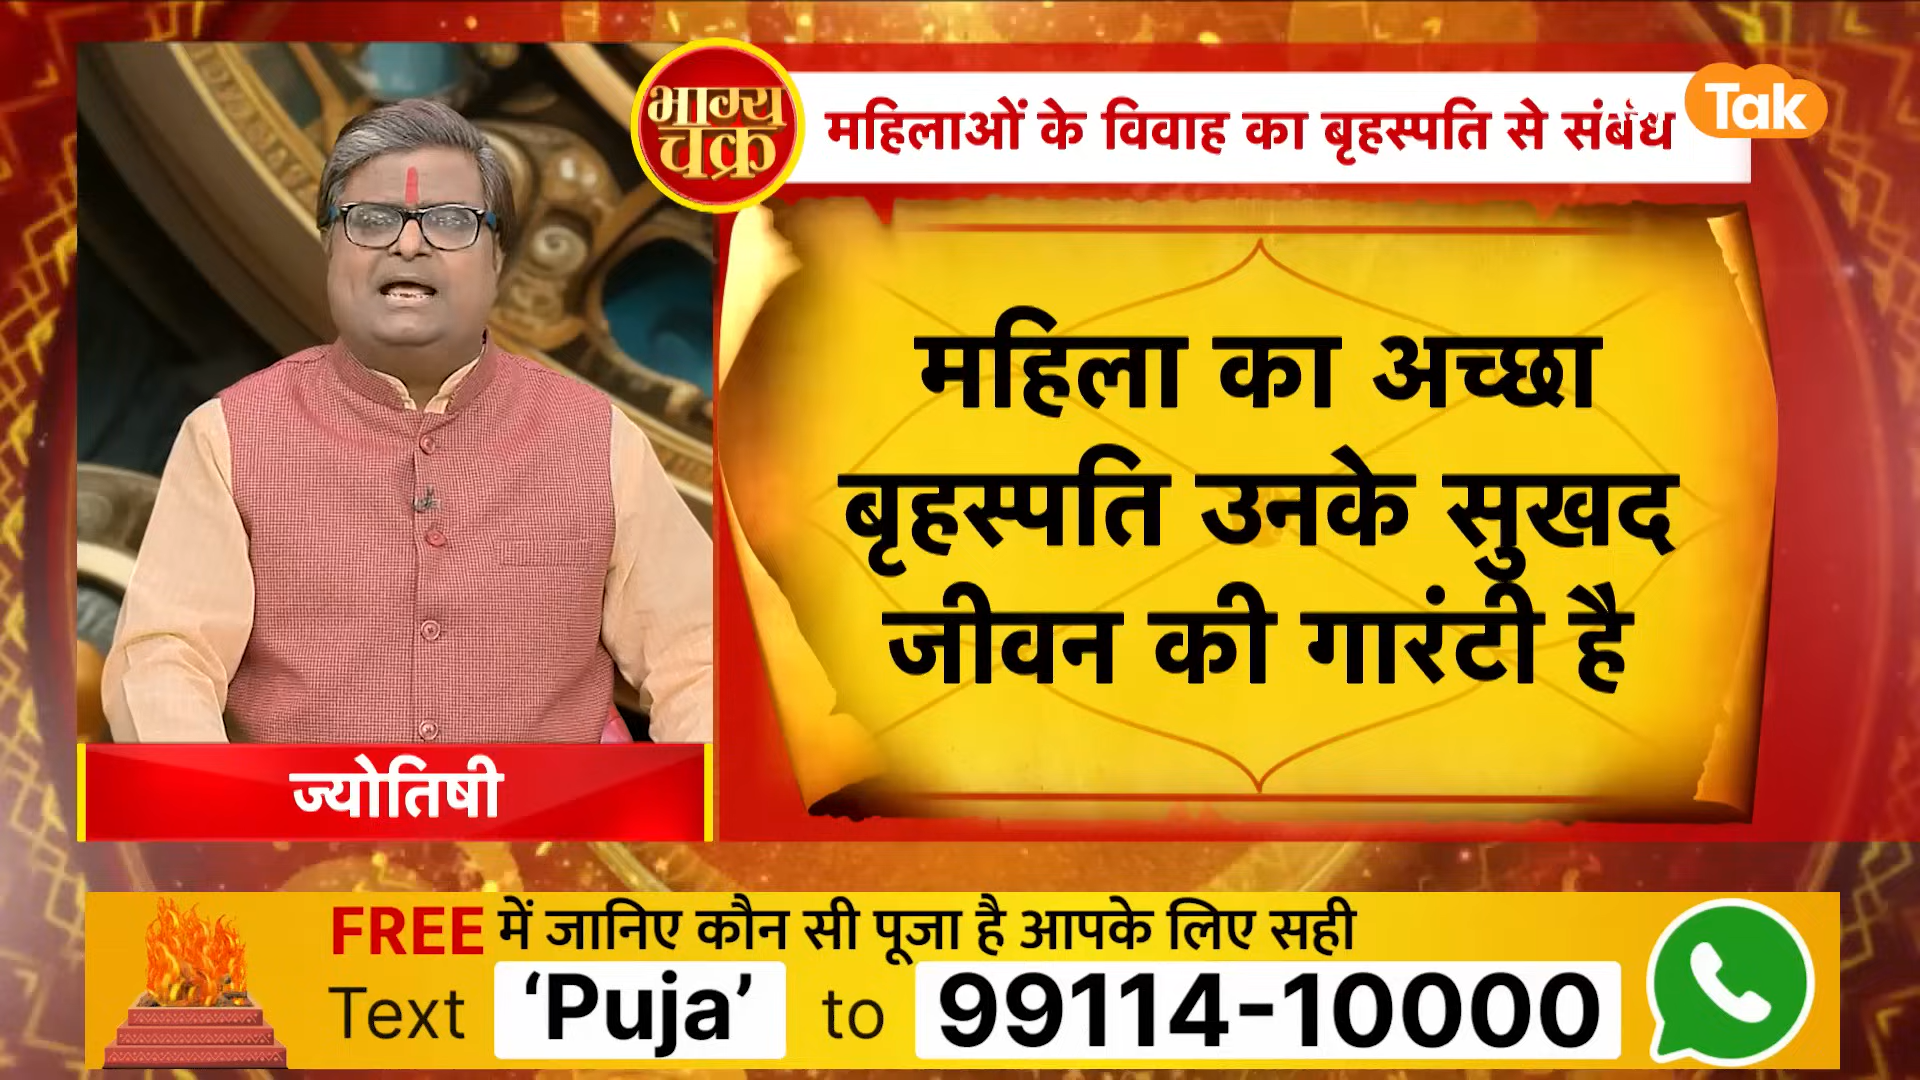 भाग्य
चक्र
महिलाओं के विवाह का बृहस्पति से संबंध
Tak
महिला का अच्छा
बृहस्पति उनके सुखद
जीवन की गारंटी है
ज्योतिषी
FREE में जानिए कौन सी पूजा है आपके लिए सही
Text ‘Puja’ to 99114-10000